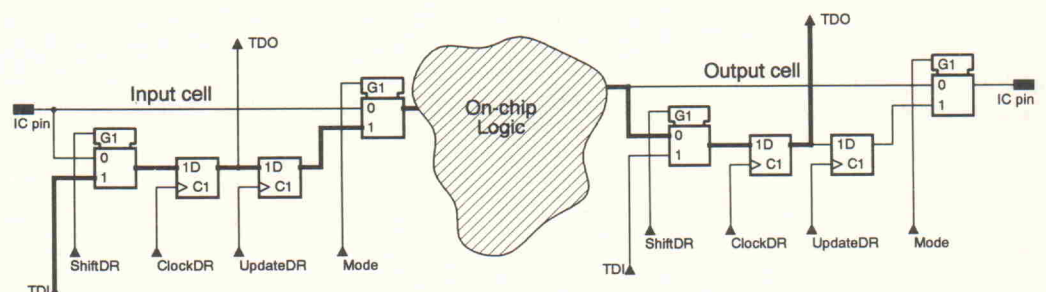 TDO
Input cell
G1
0
1
IC pin
G1
0
1
1D
C1
1D
C1
TDI
ShiftDR
ClockDR
UpdateDR
Mode
On-chip
Logic
TDO
Output cell
G1
0
1
IC pin
G1
0
1
1D
C1
1D
C1
TDI
ShiftDR
ClockDR
UpdateDR
Mode